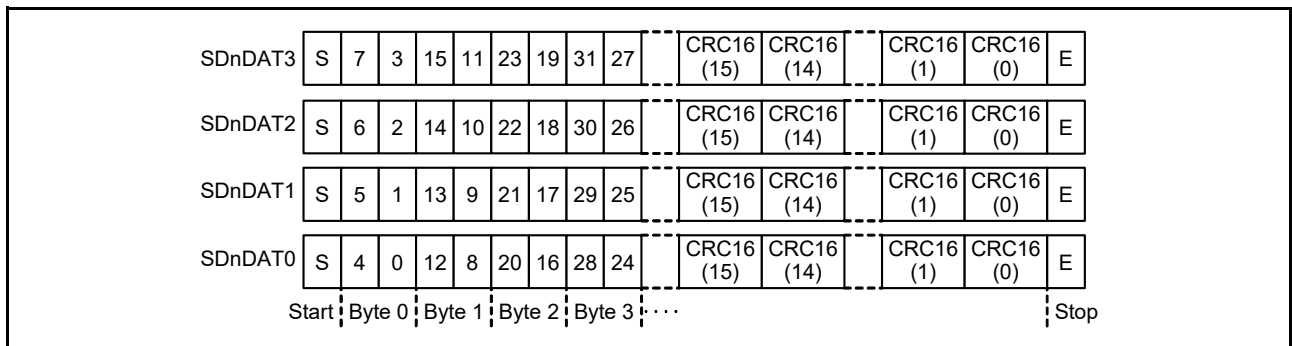 SDnDAT3 S 7 3 15 11 23 19 31 27 CRC16 (15) CRC16 (14) CRC16 (1) CRC16 (0) E
SDnDAT2 S 6 2 14 10 22 18 30 26 CRC16 (15) CRC16 (14) CRC16 (1) CRC16 (0) E
SDnDAT1 S 5 1 13 9 21 17 29 25 CRC16 (15) CRC16 (14) CRC16 (1) CRC16 (0) E
SDnDAT0 S 4 0 12 8 20 16 28 24 CRC16 (15) CRC16 (14) CRC16 (1) CRC16 (0) E
Start Byte 0 Byte 1 Byte 2 Byte 3 ···· Stop